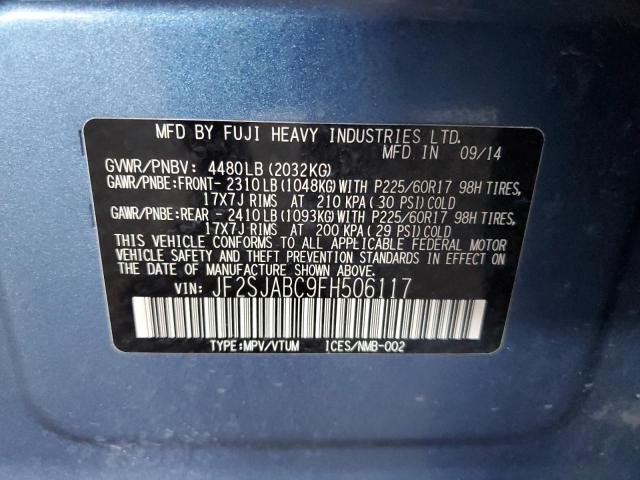 MFD BY FUJI HEAVY INDUSTRIES LTD.
MFD IN 09/14
GVWR/PNBV: 4480LB (2032KG)
GAWR/PNBE:FRONT- 2310LB (1048KG)WITH P225/60R17 98H TIRES,
17X7J RIMS AT 210 KPA (30 PSI)COLD
GAWR/PNBE:REAR - 2410LB (1093KG)WITH P225/60R17 98H TIRES,
17X7J RIMS AT 200 KPA (29 PSI)COLD
THIS VEHICLE CONFORMS TO ALL APPLICABLE FEDERAL MOTOR
VEHICLE SAFETY AND THEFT PREVENTION STANDARDS IN EFFECT
ON THE DATE OF MANUFACTURE SHOWN ABOVE.
VIN: JF2SJABC9FH506117
TYPE:MPV/VTUM ICES/NMB-002